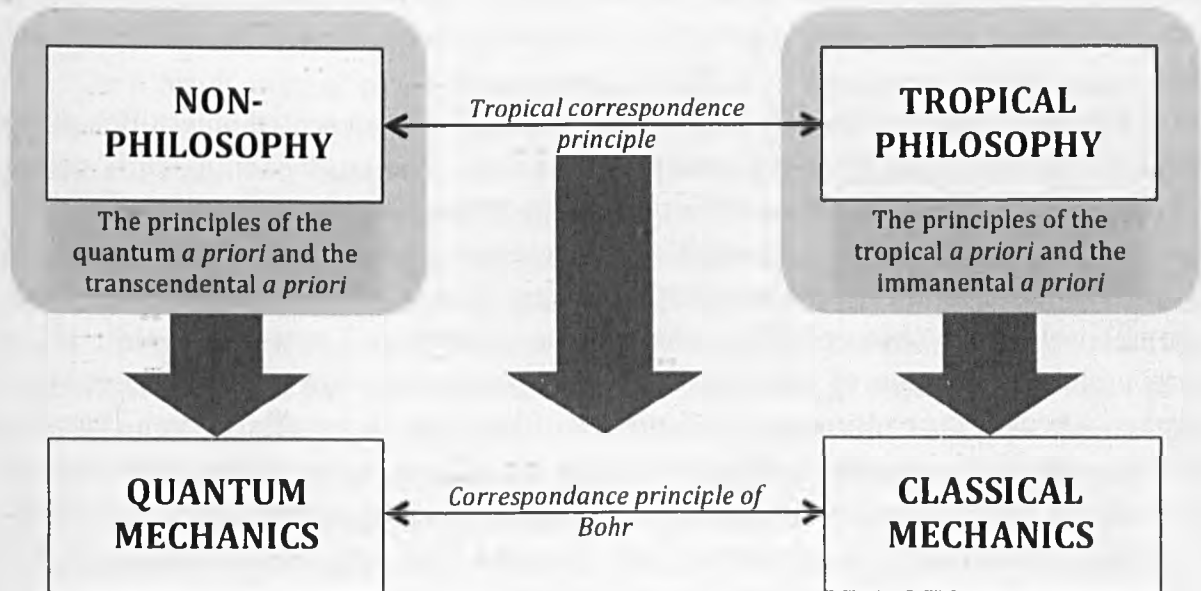 NON-
PHILOSOPHY
Tropical correspondence
principle
TROPICAL
PHILOSOPHY
The principles of the
quantum a priori and the
transcendental a priori
The principles of the
tropical a priori and the
immanental a priori
QUANTUM
MECHANICS
Correspondance principle of
Bohr
CLASSICAL
MECHANICS